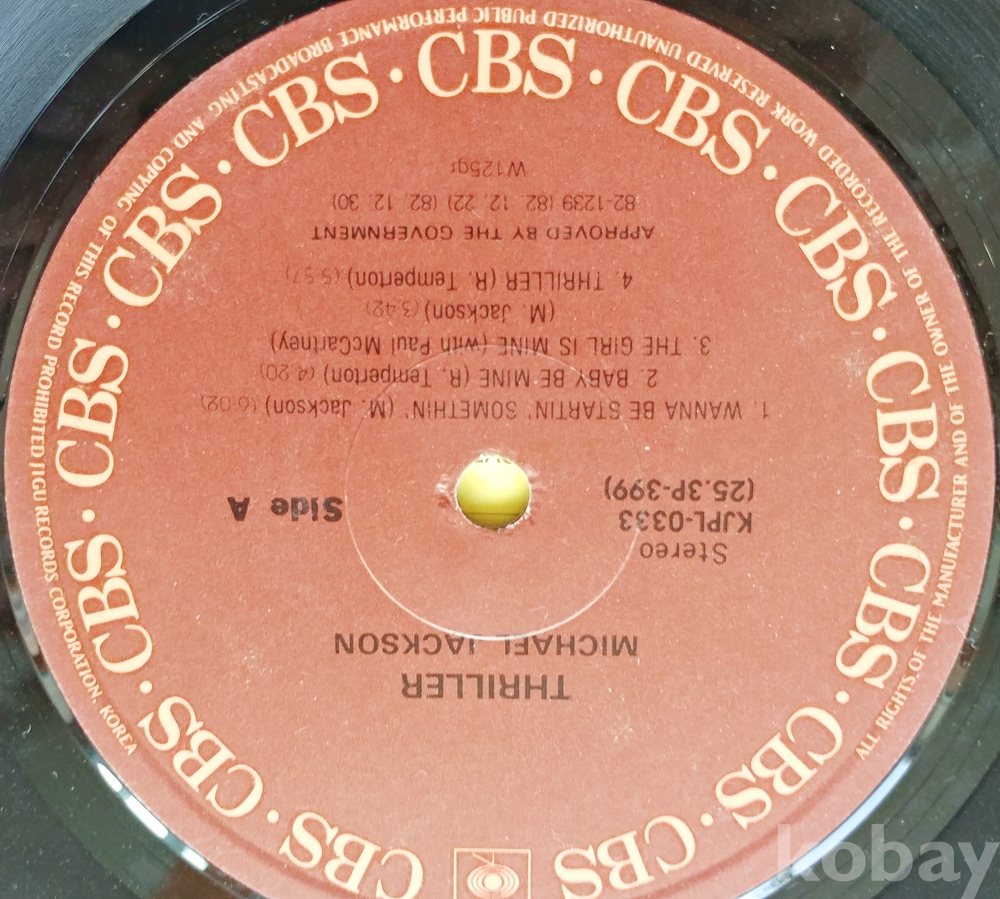 THRILLER
MICHAEL JACKSON
Stereo
KJPL-0333
(25.3P-399)
Side A
1. WANNA BE STARTIN' SOMETHIN' (M. Jackson) (6:02)
2. BABY BE MINE (R. Temperton) (4:20)
3. THE GIRL IS MINE (with Paul McCartney)
(M. Jackson) (3:42)
4. THRILLER (R. Temperton) (5:57)
APPROVED BY THE GOVERNMENT
82-1239 (82. 12. 22) (82. 12. 30)
W125gr
CBS · CBS · CBS · CBS · CBS · CBS · CBS · CBS · CBS · CBS · CBS · CBS · CBS
ALL RIGHTS OF THE MANUFACTURER AND OF THE OWNER OF THE RECORDED WORK RESERVED UNAUTHORIZED PUBLIC PERFORMANCE BROADCASTING AND COPYING OF THIS RECORD PROHIBITED JIGU RECORDS CORPORATION, KOREA
kobay